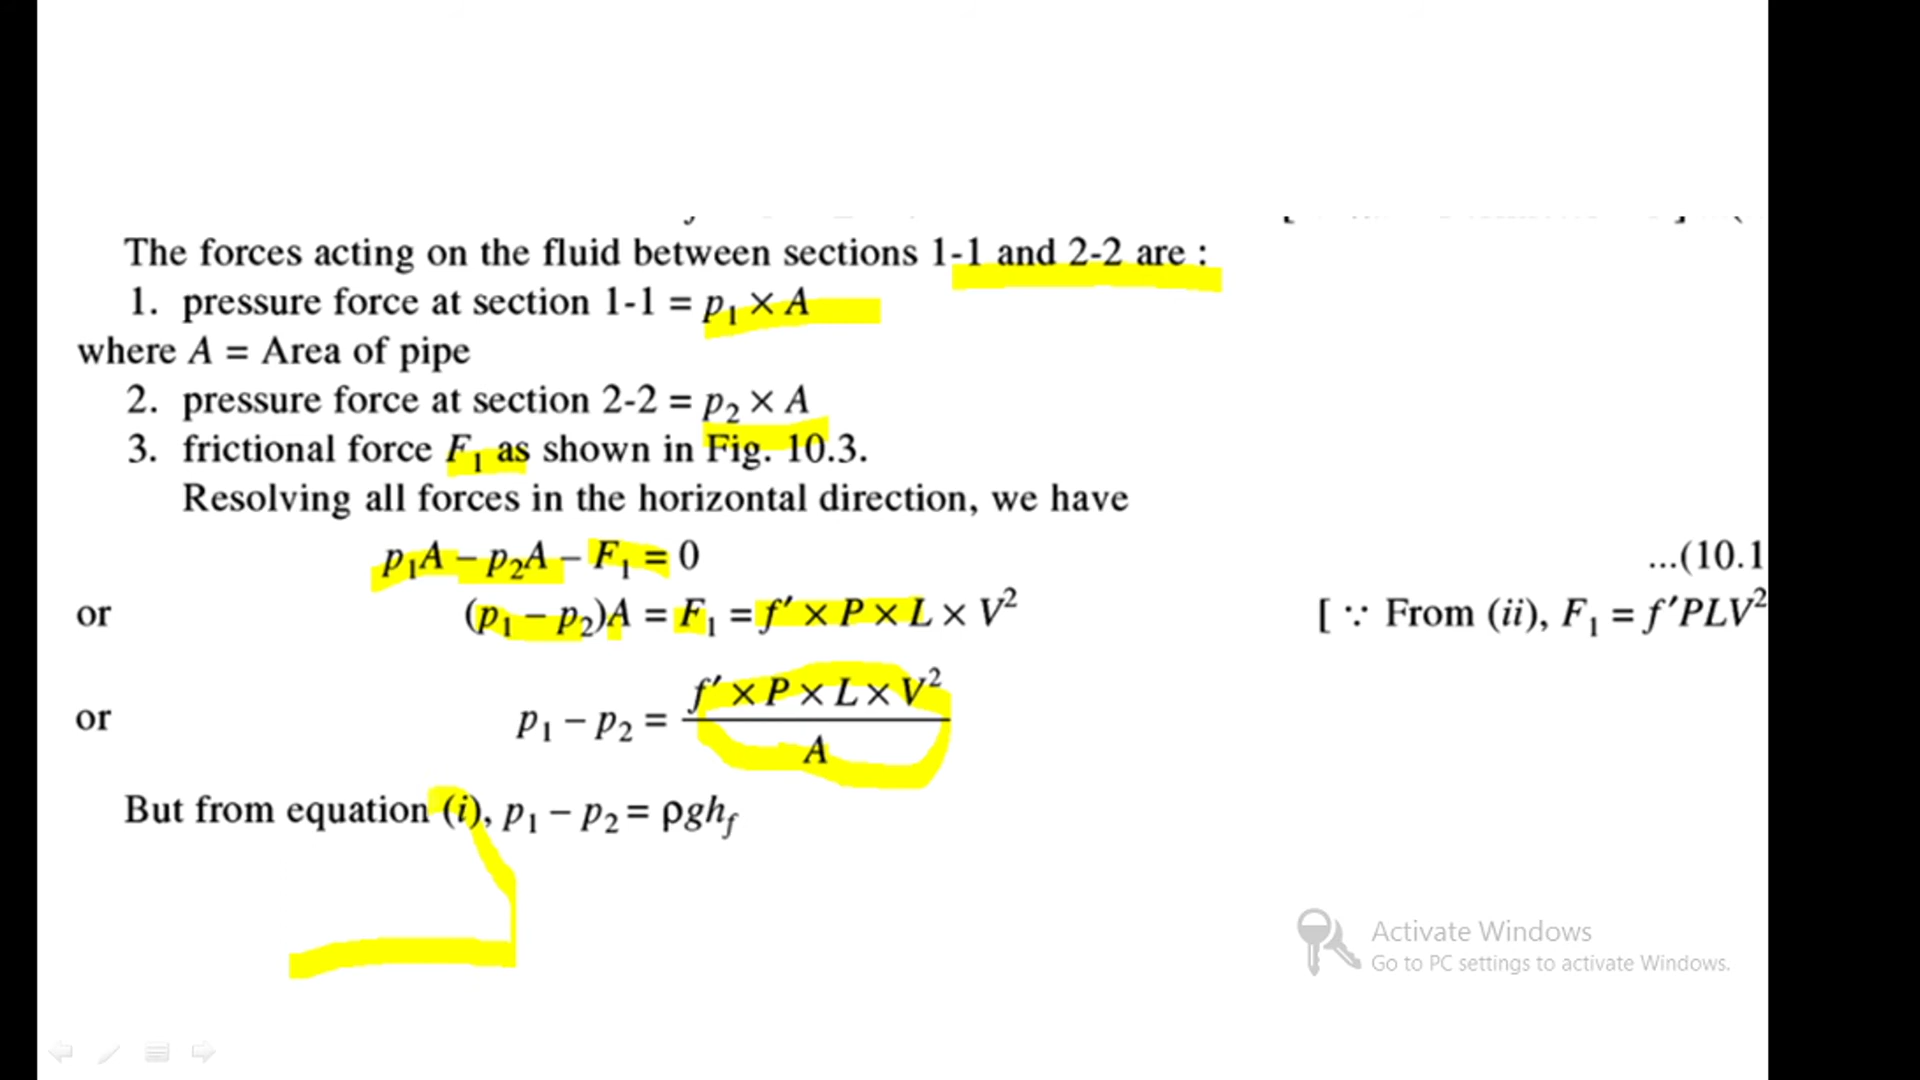 The forces acting on the fluid between sections 1-1 and 2-2 are :
1. pressure force at section 1-1 = p₁ × A
where A = Area of pipe
2. pressure force at section 2-2 = p₂ × A
3. frictional force F₁ as shown in Fig. 10.3.
Resolving all forces in the horizontal direction, we have
p₁A – p₂A – F₁ = 0 ...(10.1
or (p₁ – p₂)A = F₁ = f′ × P × L × V² [ ∵ From (ii), F₁ = f′PLV²
or p₁ – p₂ = f′ × P × L × V² / A
But from equation (i), p₁ – p₂ = ρgh_f
Activate Windows
Go to PC settings to activate Windows.